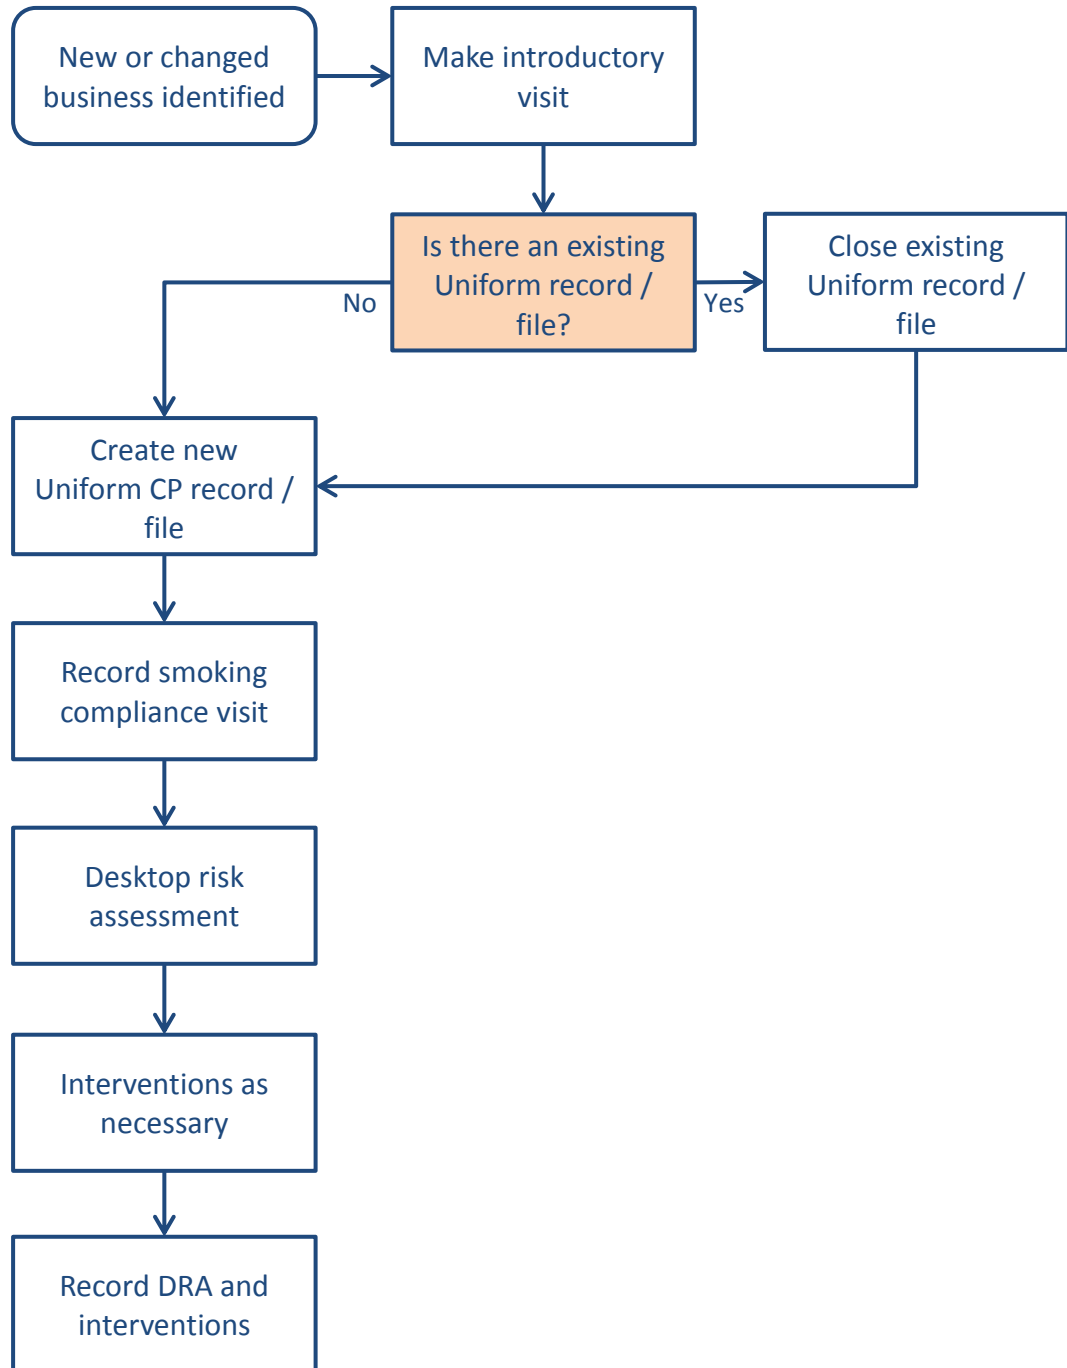 New or changed
business identified
Make introductory
visit
Is there an existing
Uniform record /
file?
No
Yes
Close existing
Uniform record /
file
Create new
Uniform CP record /
file
Record smoking
compliance visit
Desktop risk
assessment
Interventions as
necessary
Record DRA and
interventions